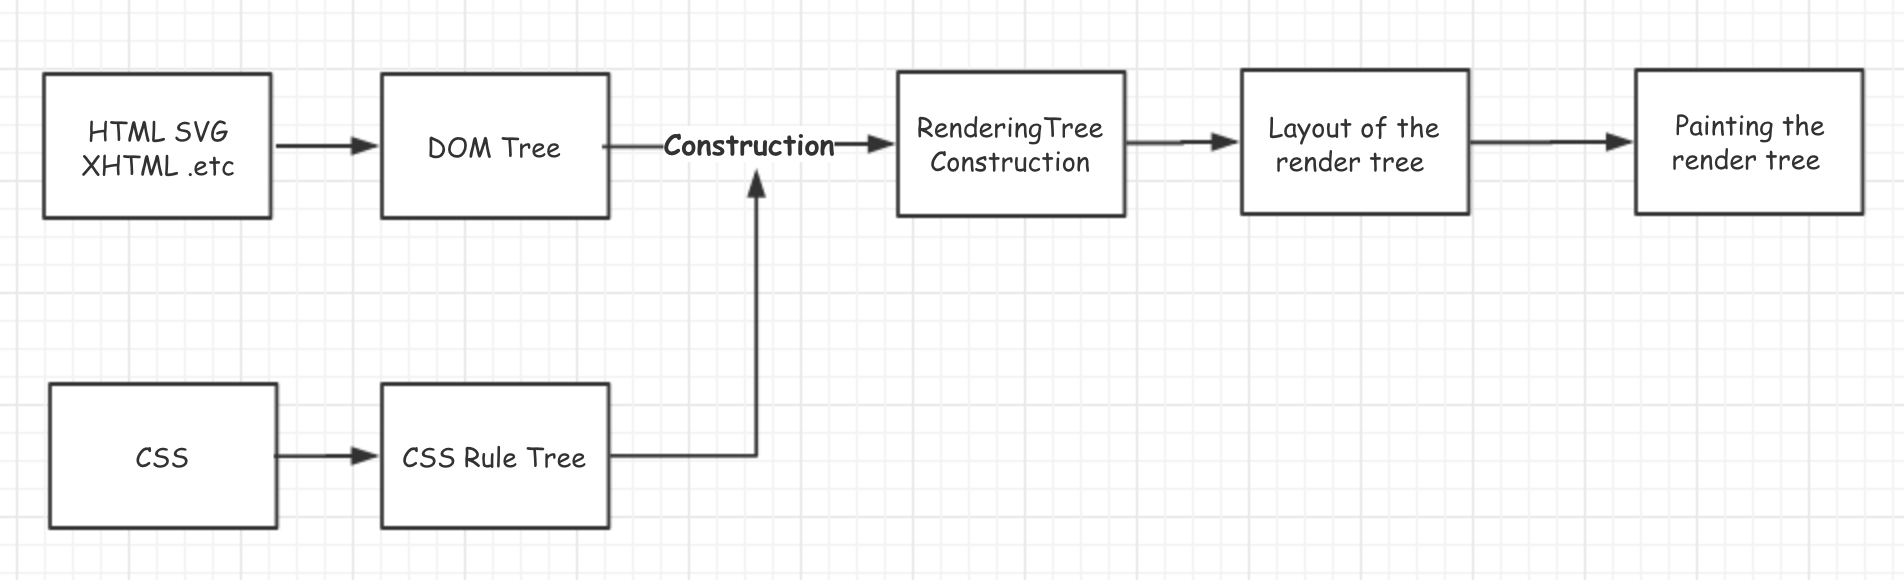 HTML SVG
XHTML .etc
DOM Tree
Construction
RenderingTree
Construction
Layout of the
render tree
Painting the
render tree
CSS
CSS Rule Tree